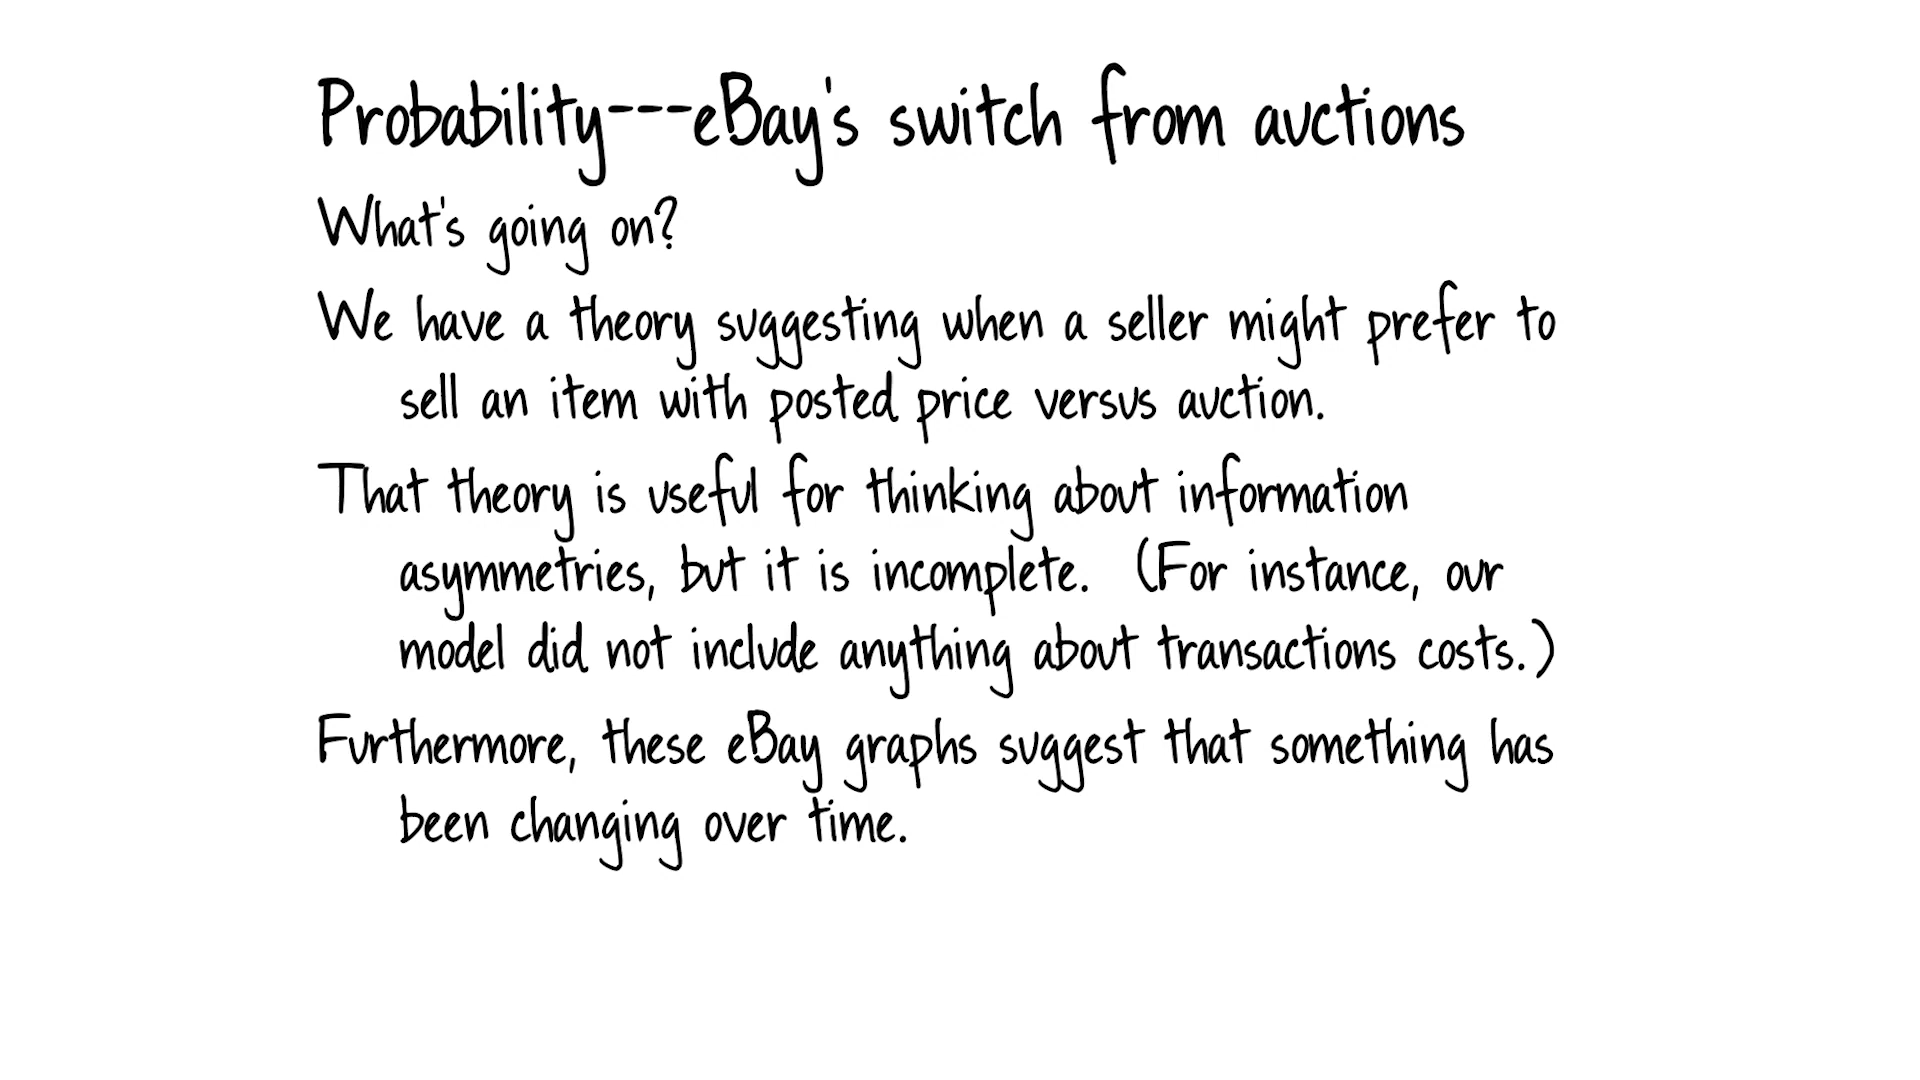 Probability---eBay's switch from auctions
What's going on?
We have a theory suggesting when a seller might prefer to
sell an item with posted price versus auction.
That theory is useful for thinking about information
asymmetries, but it is incomplete. (For instance, our
model did not include anything about transactions costs.)
Furthermore, these eBay graphs suggest that something has
been changing over time.